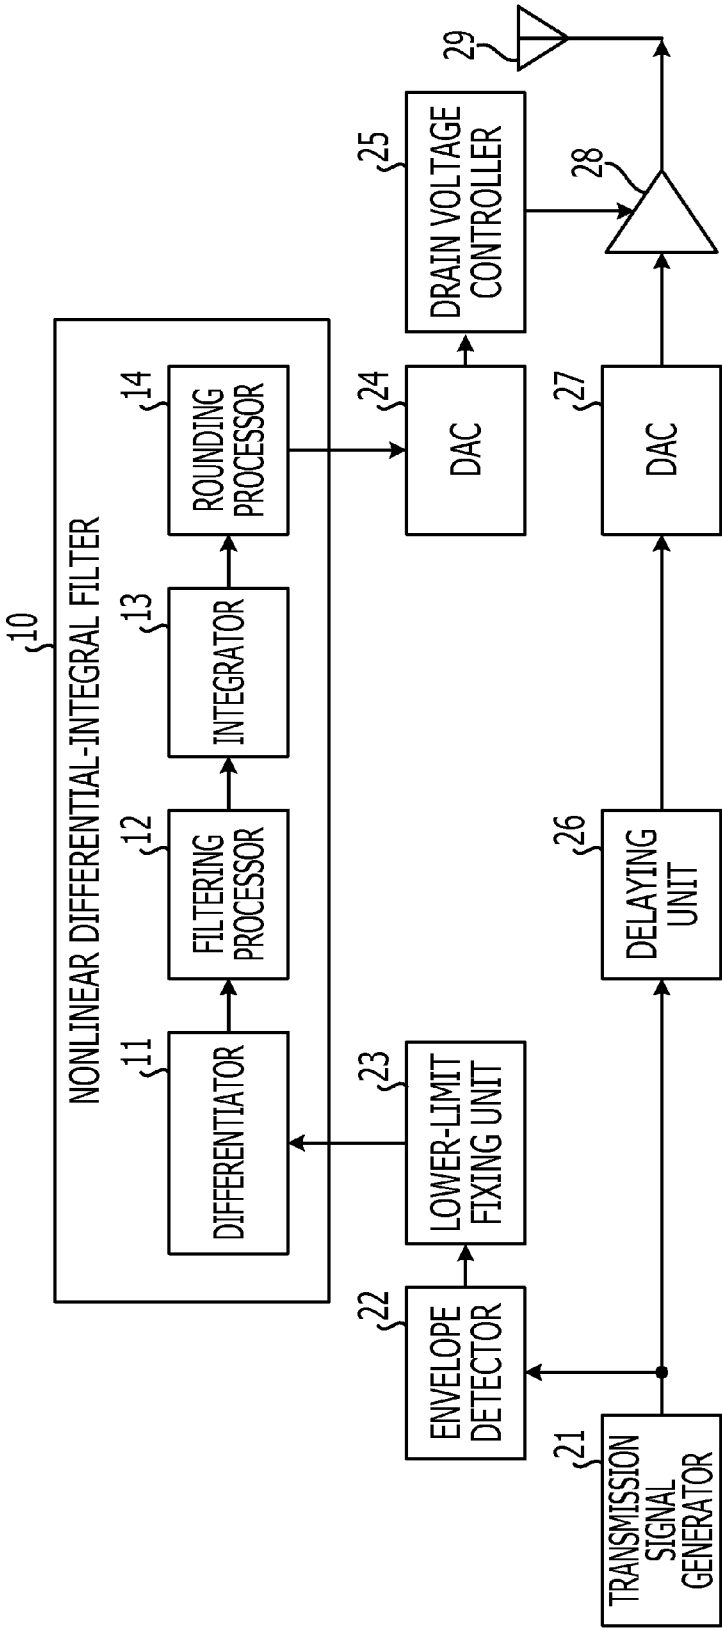 10
NONLINEAR DIFFERENTIAL-INTEGRAL FILTER
11
DIFFERENTIATOR
12
FILTERING
PROCESSOR
13
INTEGRATOR
14
ROUNDING
PROCESSOR
22
ENVELOPE
DETECTOR
23
LOWER-LIMIT
FIXING UNIT
24
DAC
25
DRAIN VOLTAGE
CONTROLLER
29
21
TRANSMISSION
SIGNAL
GENERATOR
26
DELAYING
UNIT
27
DAC
28